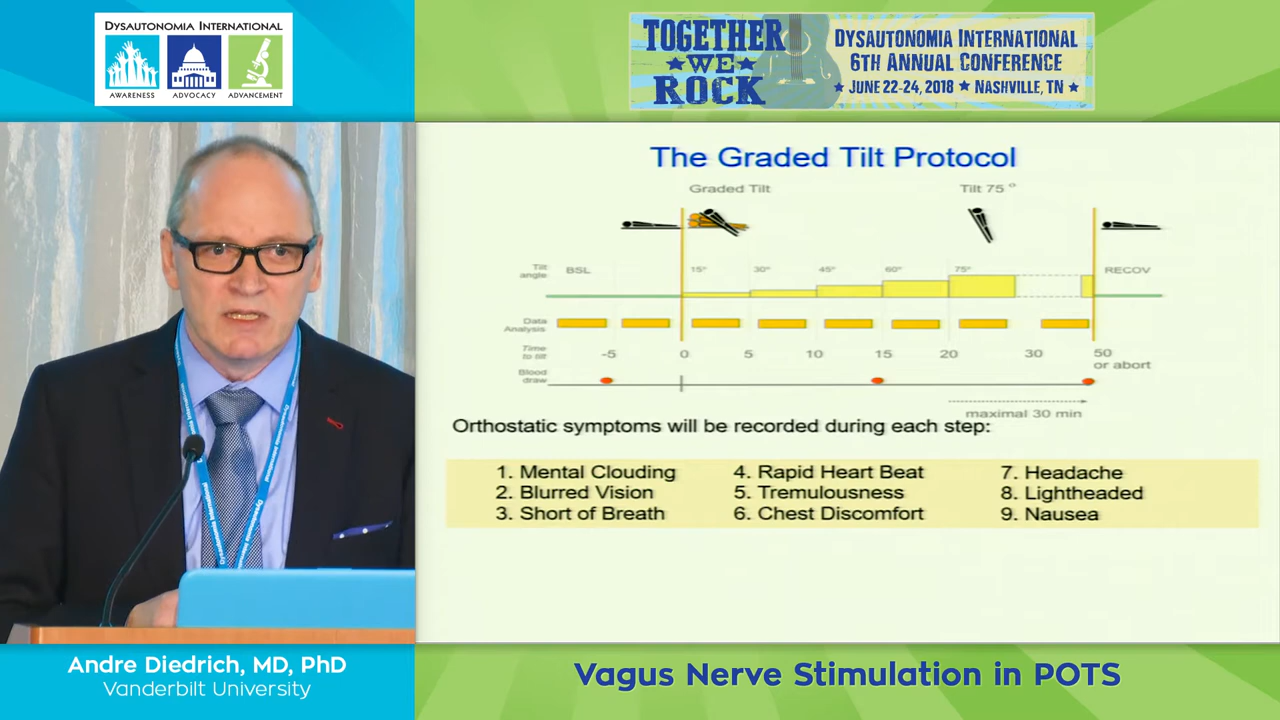 DYSAUTONOMIA INTERNATIONAL
AWARENESS ADVOCACY ADVANCEMENT
TOGETHER
WE
ROCK
DYSAUTONOMIA INTERNATIONAL
6TH ANNUAL CONFERENCE
JUNE 22-24, 2018 ★ NASHVILLE, TN
The Graded Tilt Protocol
Graded Tilt
Tilt 75°
Tilt angle
BSL
15° 30° 45° 60° 75°
RECOV
Data Analysis
Time to tilt
-5 0 5 10 15 20 30 50
or abort
Blood draw
maximal 30 min
Orthostatic symptoms will be recorded during each step:
1. Mental Clouding
2. Blurred Vision
3. Short of Breath
4. Rapid Heart Beat
5. Tremulousness
6. Chest Discomfort
7. Headache
8. Lightheaded
9. Nausea
Dysautonomia International
Andre Diedrich, MD, PhD
Vanderbilt University
Vagus Nerve Stimulation in POTS